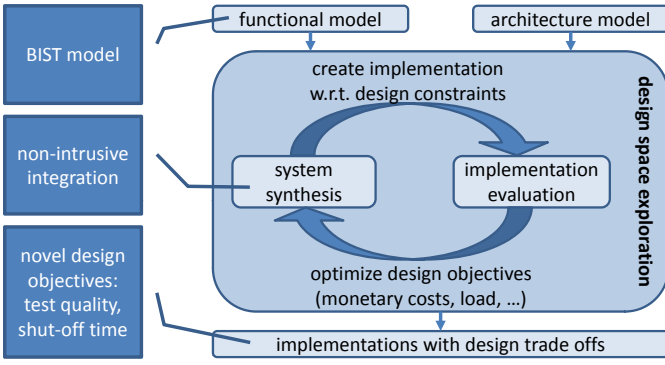 functional model
architecture model
BIST model
create implementation
w.r.t. design constraints
design space exploration
non-intrusive
integration
system
synthesis
implementation
evaluation
novel design
objectives:
test quality,
shut-off time
optimize design objectives
(monetary costs, load, ...)
implementations with design trade offs